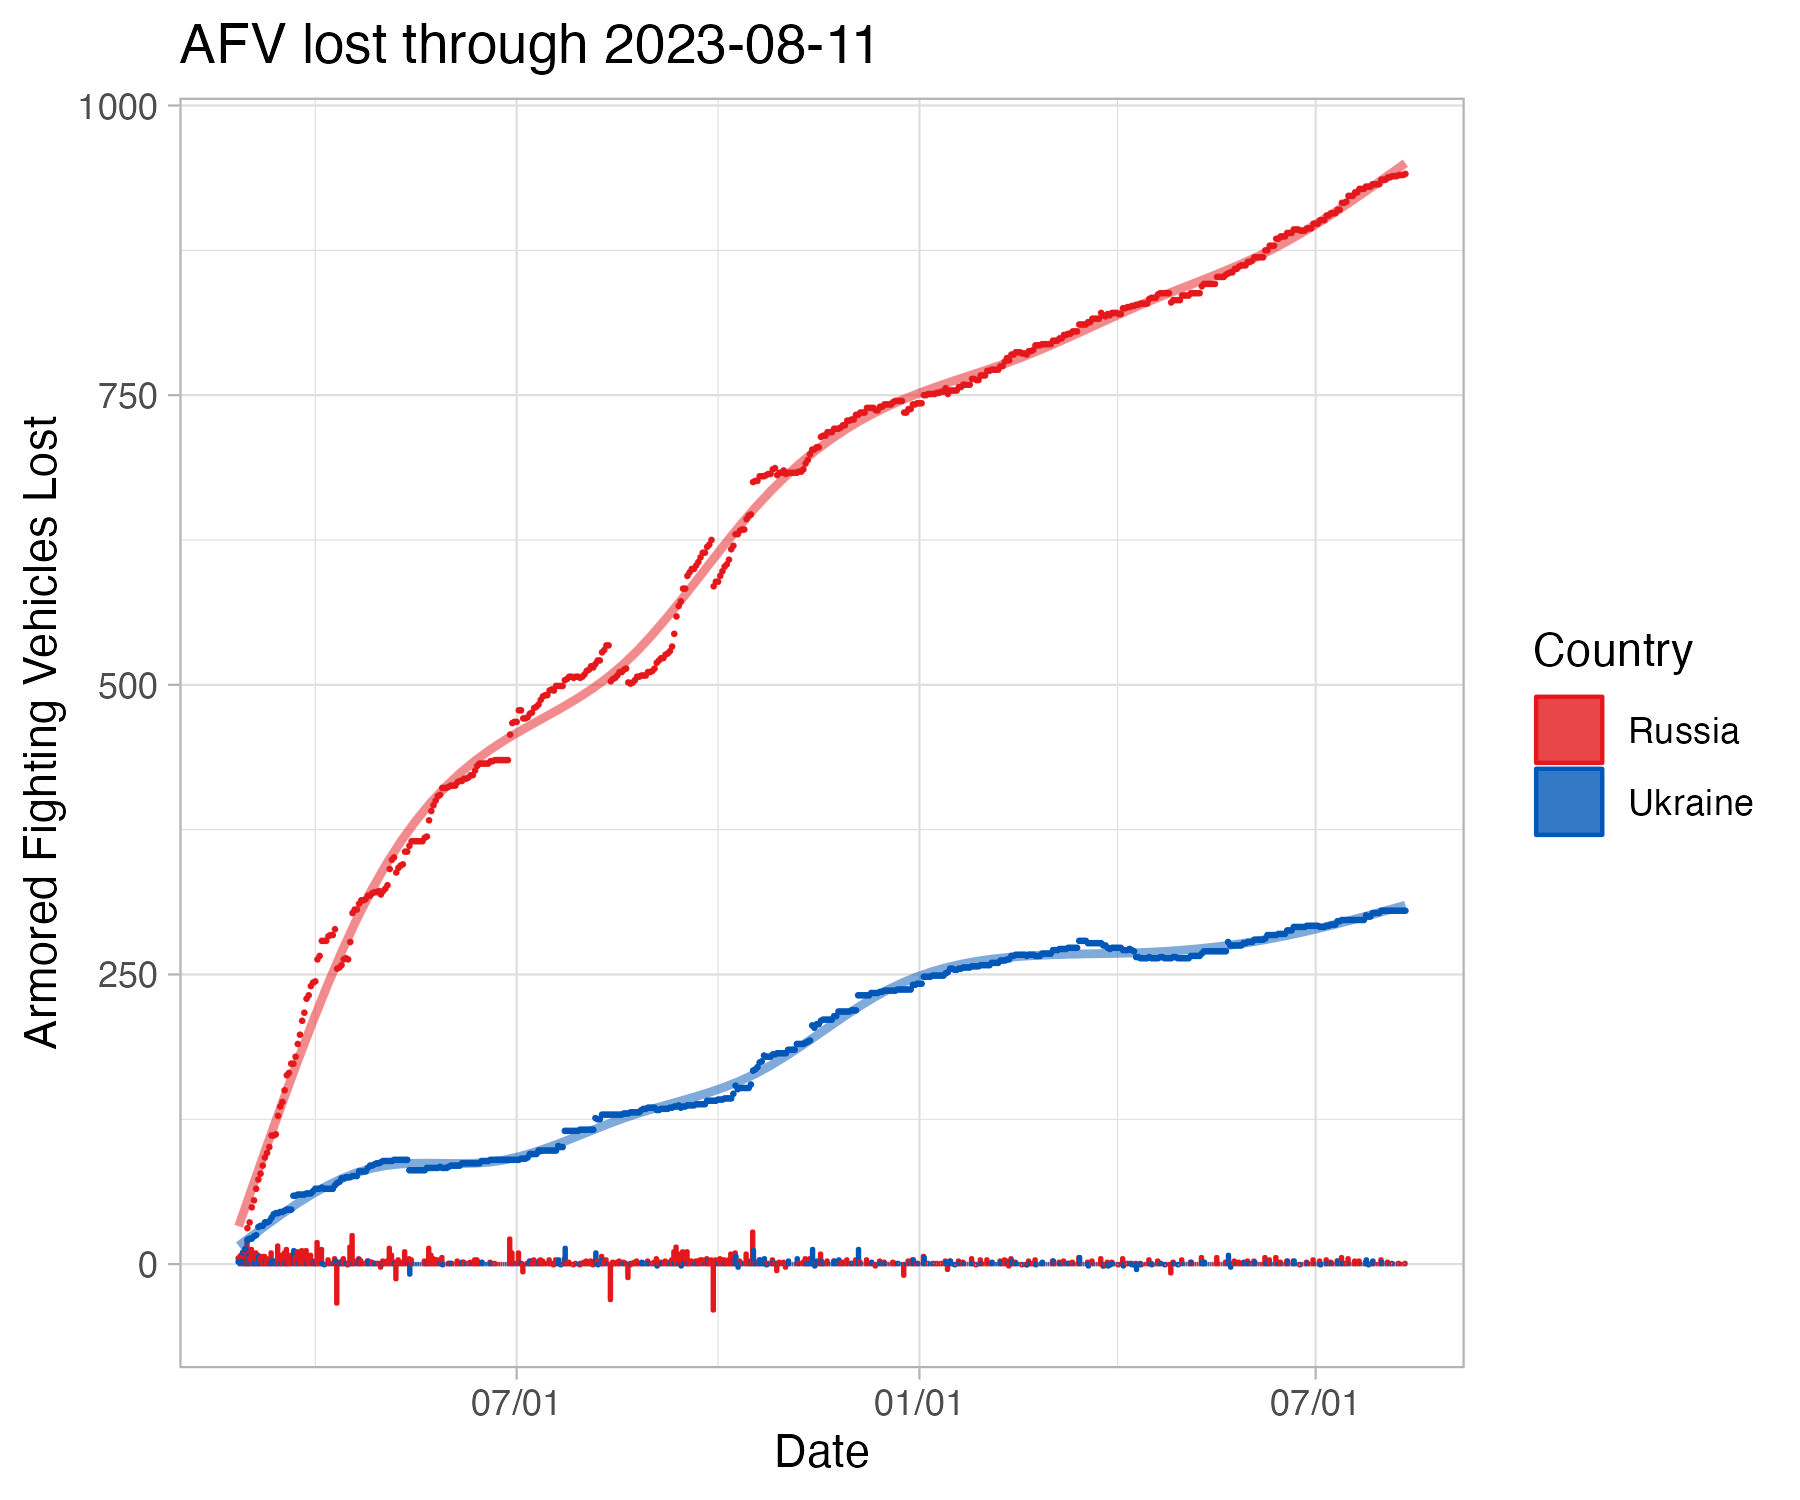 AFV lost through 2023-08-11
Armored Fighting Vehicles Lost
1000
750
500
250
0
07/01
01/01
07/01
Date
Country
Russia
Ukraine